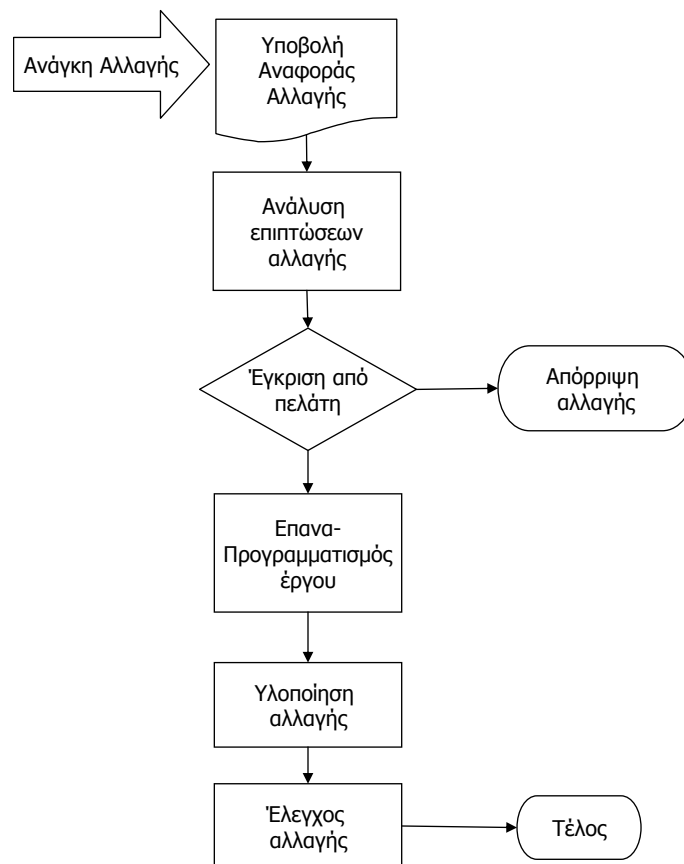 Ανάγκη Αλλαγής
Υποβολή
Αναφοράς
Αλλαγής
Ανάλυση
επιπτώσεων
αλλαγής
Έγκριση από
πελάτη
Απόρριψη
αλλαγής
Επανα-
Προγραμματισμός
έργου
Υλοποίηση
αλλαγής
Έλεγχος
αλλαγής
Τέλος